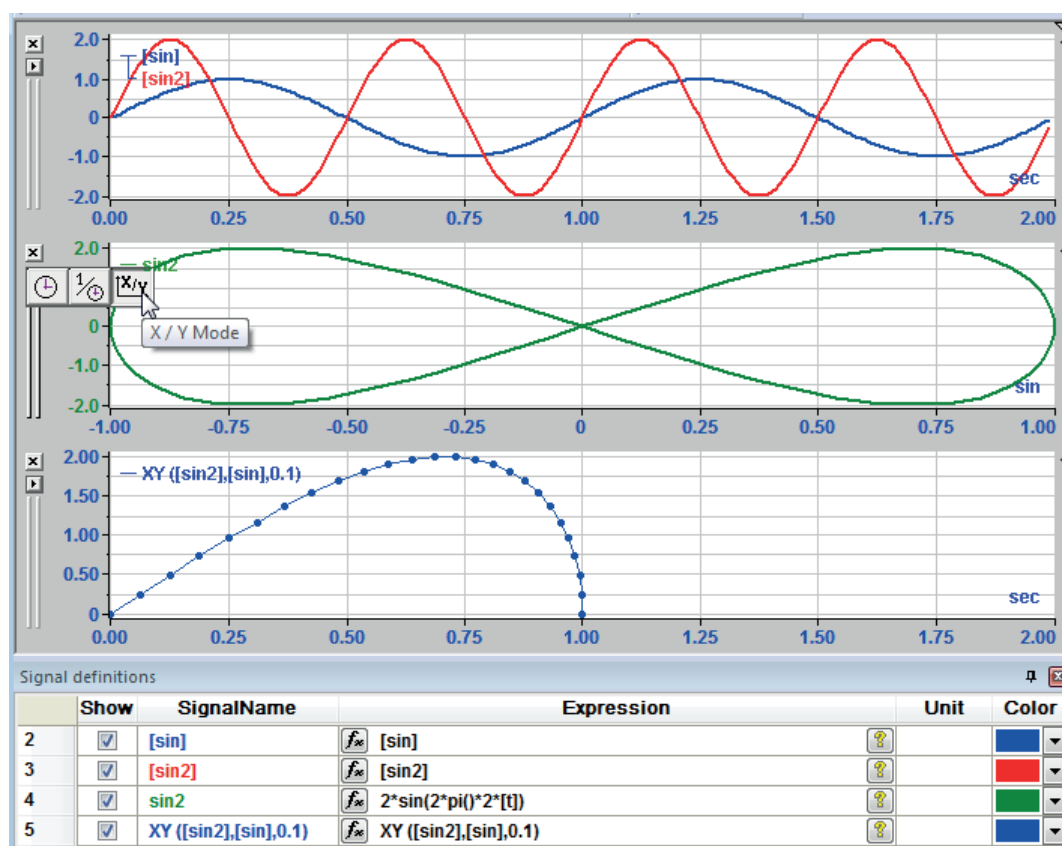 2.0
[sin]
[sin2]
1.0
0
-1.0
sec
-2.0
0.00 0.25 0.50 0.75 1.00 1.25 1.50 1.75 2.00
2.0
sin2
1/ X/Y
X / Y Mode
0
-1.0
sin
-2.0
-1.00 -0.75 -0.50 -0.25 0 0.25 0.50 0.75 1.00
2.00
XY ([sin2],[sin],0.1)
1.50
1.00
0.50
sec
0
0.00 0.25 0.50 0.75 1.00 1.25 1.50 1.75 2.00
Signal definitions
Show SignalName Expression Unit Color
2 [sin] fx [sin] ?
3 [sin2] fx [sin2] ?
4 sin2 fx 2*sin(2*pi()*2*[t]) ?
5 XY ([sin2],[sin],0.1) fx XY ([sin2],[sin],0.1) ?